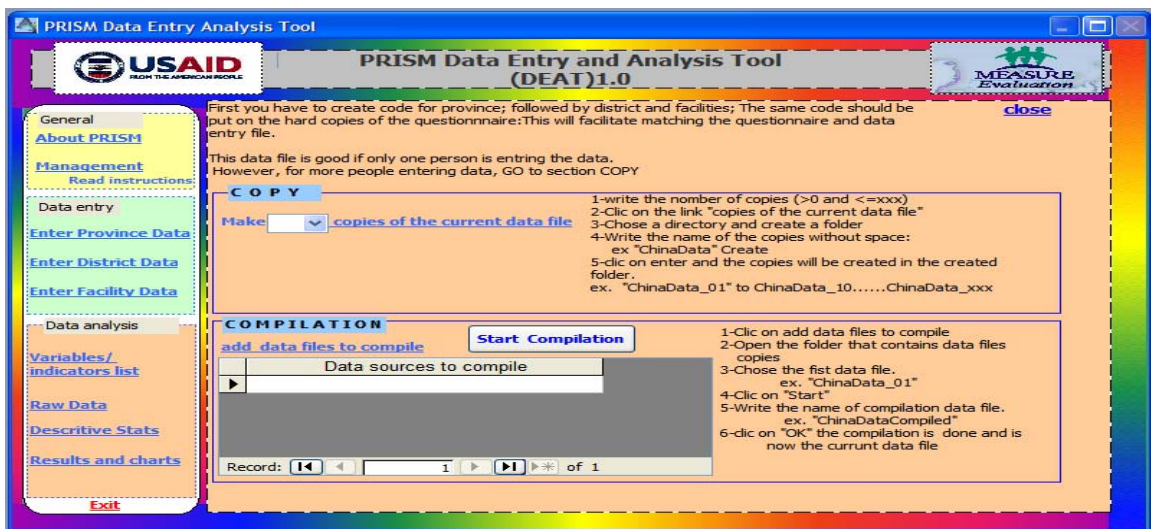 PRISM Data Entry Analysis Tool
USAID
FROM THE AMERICAN PEOPLE
PRISM Data Entry and Analysis Tool
(DEAT)1.0
MEASURE
Evaluation
General
About PRISM
Management
Read instructions
Data entry
Enter Province Data
Enter District Data
Enter Facility Data
Data analysis
Variables/
indicators list
Raw Data
Descritive Stats
Results and charts
Exit
First you have to create code for province; followed by district and facilities; The same code should be
put on the hard copies of the questionnnaire:This will facilitate matching the questionnaire and data
entry file.
close
This data file is good if only one person is entring the data.
However, for more people entering data, GO to section COPY
COPY
Make copies of the current data file
1-write the nomber of copies (>0 and <=xxx)
2-Clic on the link "copies of the current data file"
3-Chose a directory and create a folder
4-Write the name of the copies without space:
ex "ChinaData" Create
5-clic on enter and the copies will be created in the created
folder.
ex. "ChinaData_01" to ChinaData_10......ChinaData_xxx
COMPILATION
add data files to compile
Start Compilation
Data sources to compile
Record: 1 of 1
1-Clic on add data files to compile
2-Open the folder that contains data files
copies
3-Chose the fist data file.
ex. "ChinaData_01"
4-Clic on "Start"
5-Write the name of compilation data file.
ex. "ChinaDataCompiled"
6-clic on "OK" the compilation is done and is
now the currunt data file